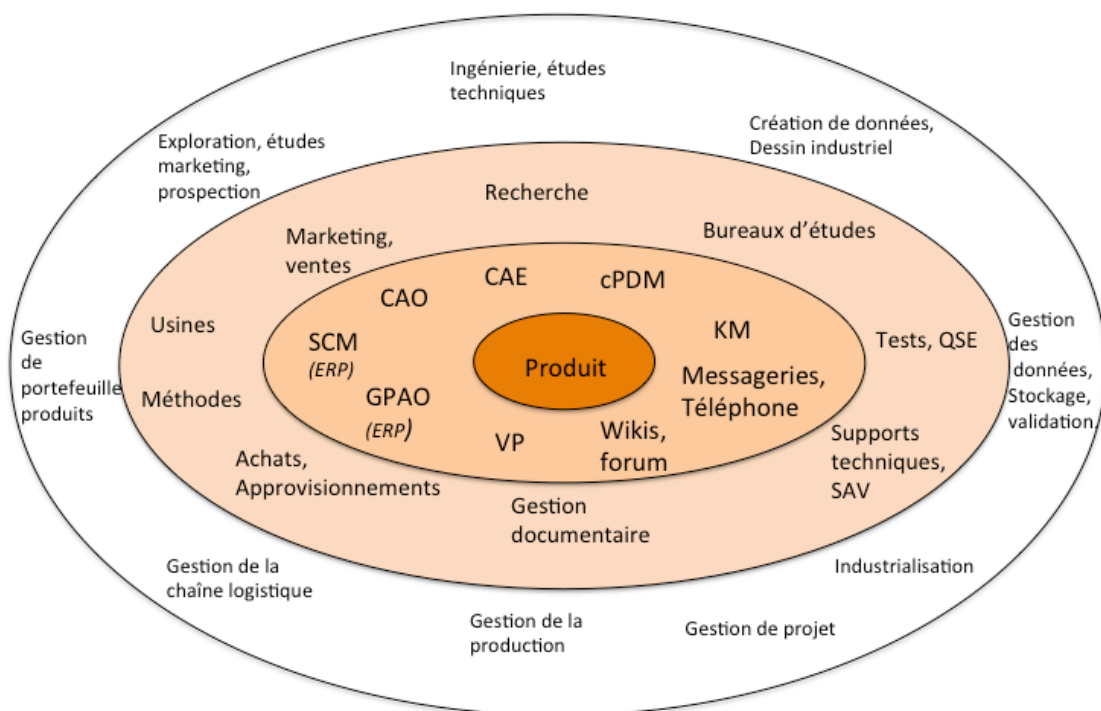 Ingénierie, études
techniques
Exploration, études
marketing,
prospection
Création de données,
Dessin industriel
Recherche
Bureaux d’études
Marketing,
ventes
CAE
cPDM
CAO
KM
Usines
SCM
(ERP)
Produit
Tests, QSE
Gestion
de
portefeuille
produits
Gestion
des
données,
Stockage,
validation.
Méthodes
GPAO
(ERP)
Messageries,
Téléphone
VP
Wikis,
forum
Achats,
Approvisionnements
Supports
techniques,
SAV
Gestion
documentaire
Gestion de la
chaîne logistique
Industrialisation
Gestion de la
production
Gestion de projet